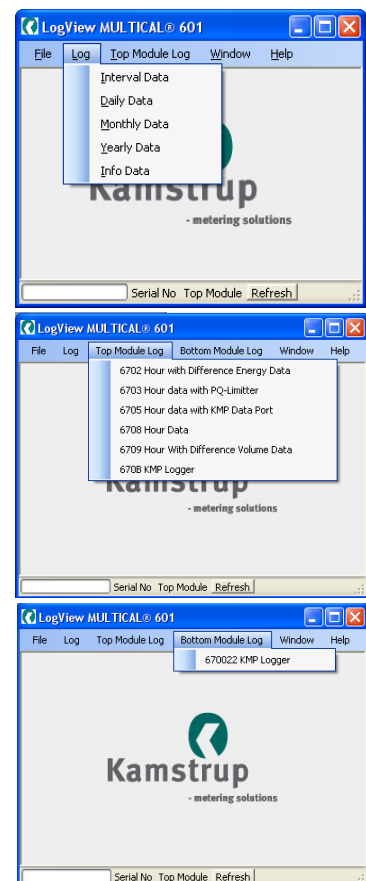 LogView MULTICAL® 601
File Log Top Module Log Window Help
Interval Data
Daily Data
Monthly Data
Yearly Data
Info Data
Kamstrup
- metering solutions
Serial No Top Module Refresh
LogView MULTICAL® 601
File Log Top Module Log Bottom Module Log Window Help
6702 Hour with Difference Energy Data
6703 Hour data with PQ-Limitter
6705 Hour data with KMP Data Port
6708 Hour Data
6709 Hour With Difference Volume Data
670B KMP Logger
Kamstrup
- metering solutions
Serial No Top Module Refresh
LogView MULTICAL® 601
File Log Top Module Log Bottom Module Log Window Help
670022 KMP Logger
Kamstrup
- metering solutions
Serial No Top Module Refresh